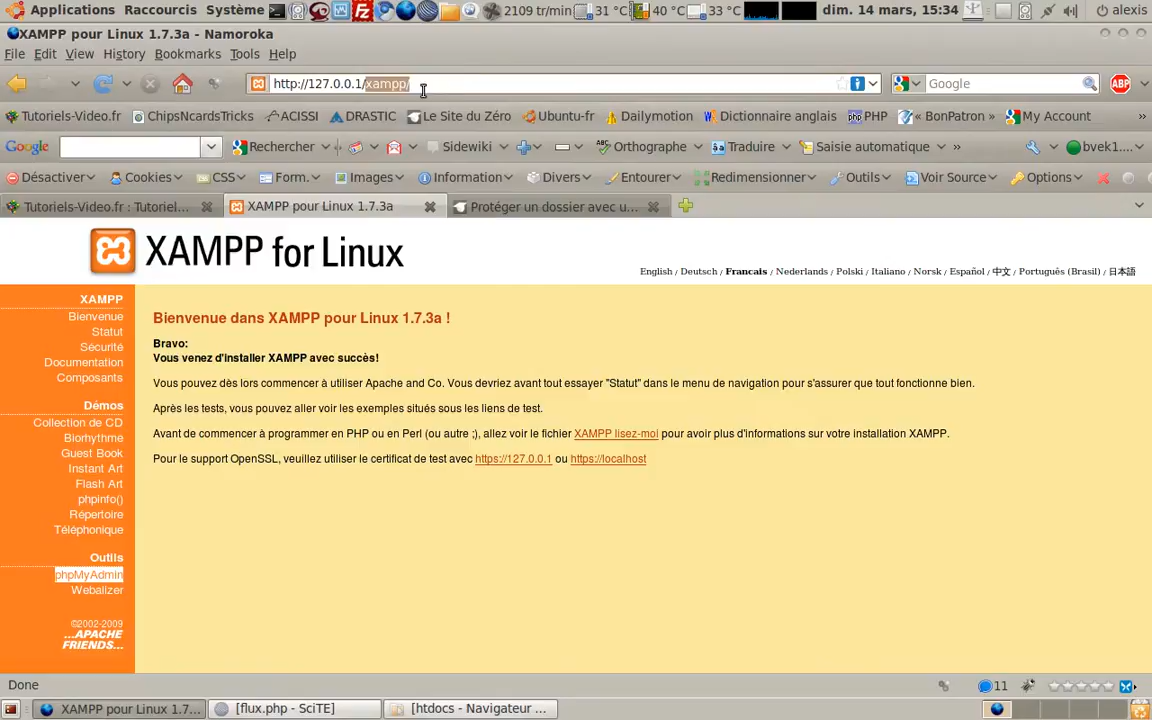 Applications Raccourcis Système 2109 tr/min 31 °C 40 °C 33 °C dim. 14 mars, 15:34 alexis
XAMPP pour Linux 1.7.3a - Namoroka
File Edit View History Bookmarks Tools Help
http://127.0.0.1/xampp/ Google ABP
Tutoriels-Video.fr ChipsNcardsTricks ACISSI DRASTIC Le Site du Zéro Ubuntu-fr Dailymotion Dictionnaire anglais PHP « BonPatron » My Account »
Google Rechercher Sidewiki Orthographe Traduire Saisie automatique » bvek1....
Désactiver Cookies CSS Form. Images Information Divers Entourer Redimensionner Outils Voir Source Options
Tutoriels-Video.fr : Tutoriel... XAMPP pour Linux 1.7.3a Protéger un dossier avec u...
XAMPP for Linux
English / Deutsch / Francais / Nederlands / Polski / Italiano / Norsk / Español / 中文 / Português (Brasil) / 日本語
XAMPP
Bienvenue
Statut
Sécurité
Documentation
Composants
Démos
Collection de CD
Biorhythme
Guest Book
Instant Art
Flash Art
phpinfo()
Répertoire
Téléphonique
Outils
phpMyAdmin
Webalizer
©2002-2009
...APACHE
FRIENDS...
Bienvenue dans XAMPP pour Linux 1.7.3a !
Bravo:
Vous venez d'installer XAMPP avec succès!
Vous pouvez dès lors commencer à utiliser Apache and Co. Vous devriez avant tout essayer "Statut" dans le menu de navigation pour s'assurer que tout fonctionne bien.
Après les tests, vous pouvez aller voir les exemples situés sous les liens de test.
Avant de commencer à programmer en PHP ou en Perl (ou autre ;), allez voir le fichier XAMPP lisez-moi pour avoir plus d'informations sur votre installation XAMPP.
Pour le support OpenSSL, veuillez utiliser le certificat de test avec https://127.0.0.1 ou https://localhost
Done 11
XAMPP pour Linux 1.7... [flux.php - SciTE] [htdocs - Navigateur ...